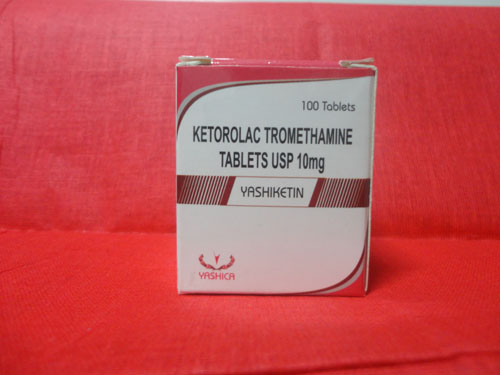 100 Tablets
KETOROLAC TROMETHAMINE
TABLETS USP 10mg
YASHIKETIN
YASHICA